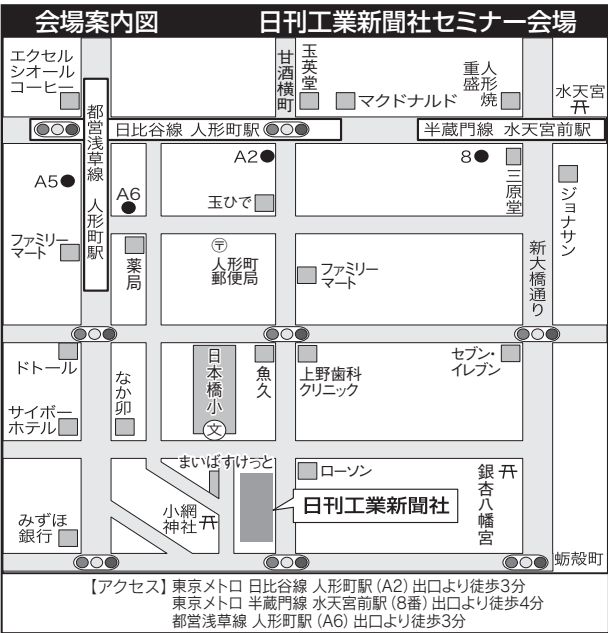 会場案内図 日刊工業新聞社セミナー会場
エクセル
シオール
コーヒー
甘酒横町
玉英堂
マクドナルド
人形焼
重盛
水天宮
都営浅草線 人形町駅
日比谷線 人形町駅
半蔵門線 水天宮前駅
A5
A6
A2
8
三原堂
ジョナサン
玉ひで
ファミリー
マート
薬局
〒
人形町
郵便局
ファミリー
マート
新大橋通り
ドトール
なか卯
日本橋小
文
魚久
上野歯科
クリニック
セブン・
イレブン
サイボー
ホテル
まいばすけっと
ローソン
銀杏八幡宮
みずほ
銀行
小網
神社
日刊工業新聞社
蛎殻町
【アクセス】東京メトロ 日比谷線 人形町駅(A2)出口より徒歩3分
東京メトロ 半蔵門線 水天宮前駅(8番)出口より徒歩4分
都営浅草線 人形町駅(A6)出口より徒歩3分